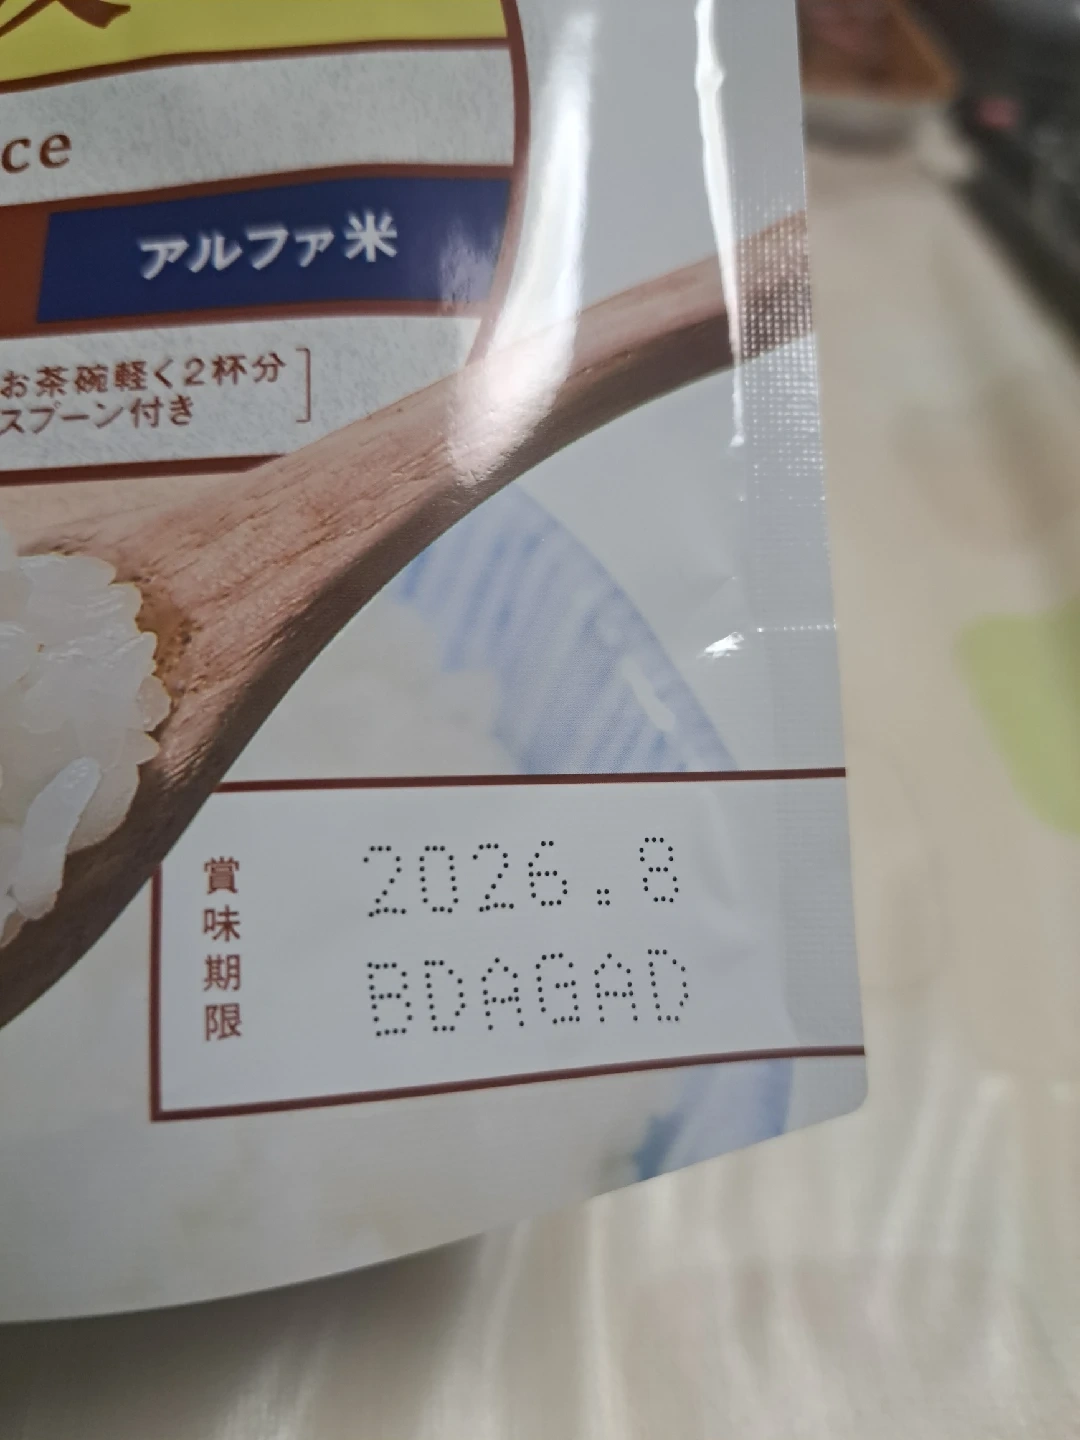 ce
アルファ米
お茶碗軽く2杯分
スプーン付き
賞味期限
2026.8
BDAGAD